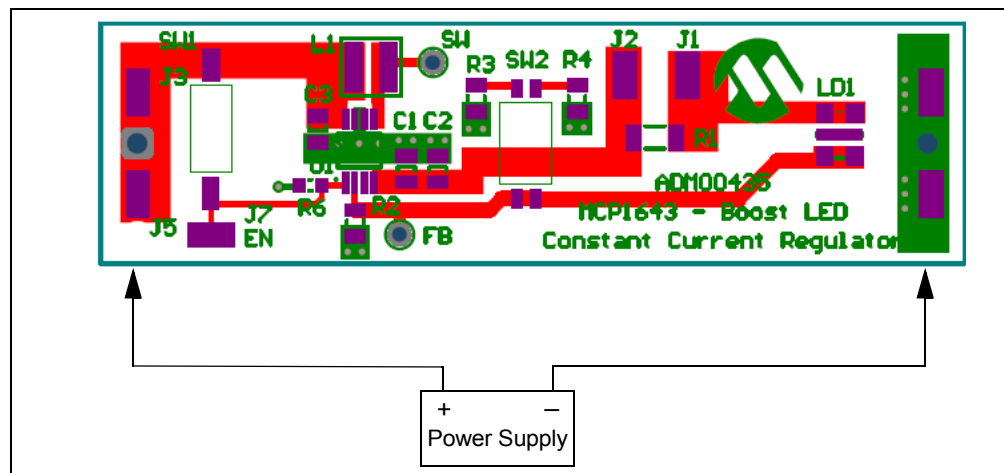 SW1 L1 SW J2 J1
J3 R3 SW2 R4
C3 LD1
C1 C2
R1
U1
R6 R2
J5 J7 FB
EN
ADM00435
MCP1643 - Boost LED
Constant Current Regulator
+ –
Power Supply